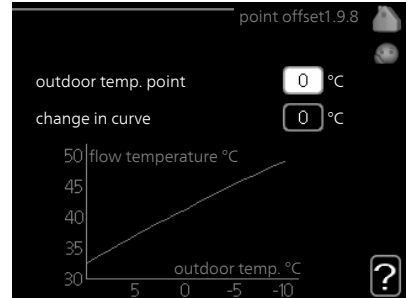 point offset1.9.8
outdoor temp. point 0 °C
change in curve 0 °C
50 flow temperature °C
45
40
35
30
outdoor temp. °C
5 0 -5 -10
?